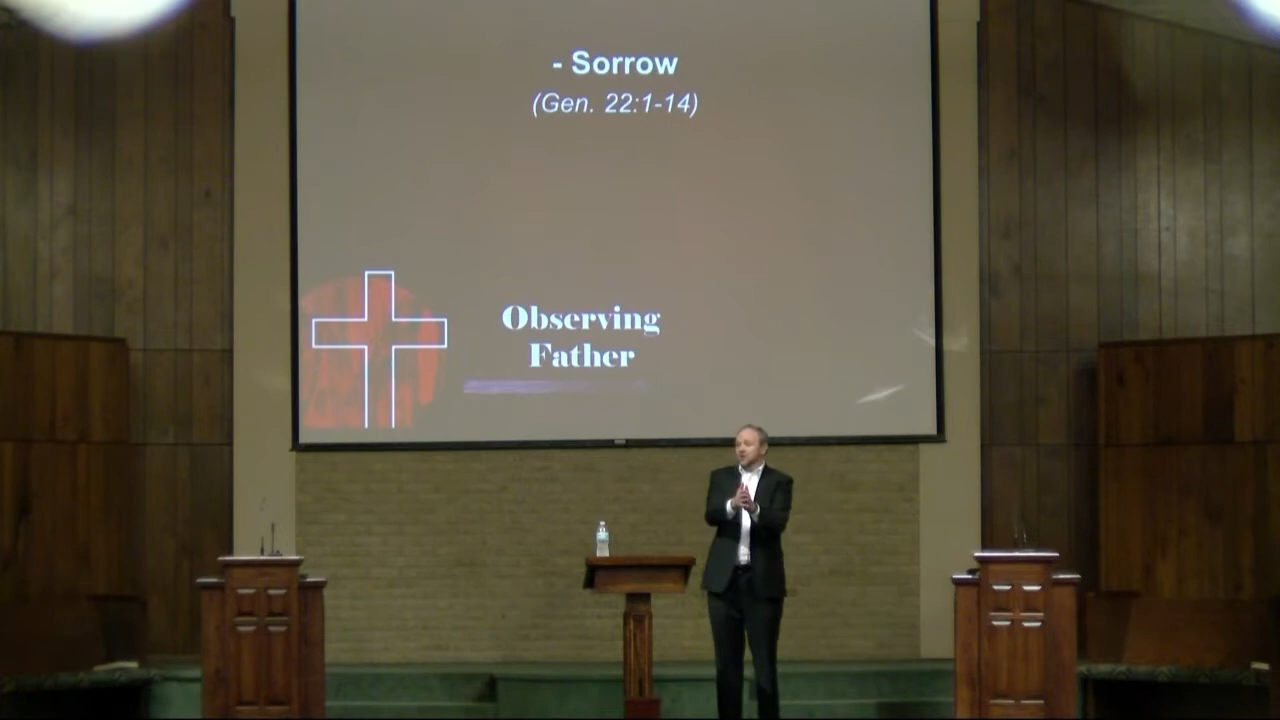 - Sorrow
(Gen. 22:1-14)
Observing
Father